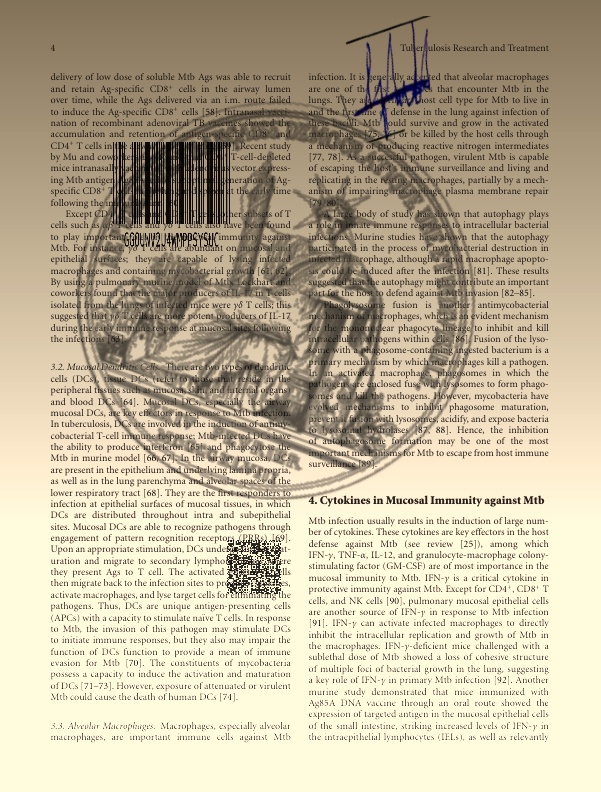 4
Tuberculosis Research and Treatment
delivery of low dose of soluble Mtb Ags was able to recruit
and retain Ag-specific CD8⁺ cells in the airway lumen
over time, while the Ags delivered via an i.m. route failed
to induce the Ag-specific CD8⁺ cells [58]. Intranasal vacci-
nation of recombinant adenoviral TB vaccines showed the
accumulation and retention of antigen-specific CD8⁺ and
CD4⁺ T cells in the Recent study
by Mu and coworkers T-cell-depleted
mice intranasally vector express-
ing Mtb antigen generation of Ag-
specific CD8⁺ T at the early time
following the
Except CD4⁺ other subsets of T
cells such as γδ T cells and T cells also have been found
to play important immunity against
Mtb. For instance, γδ T cells are abundant on mucosal and
epithelial surfaces; they are capable of lysing infected
macrophages and containing mycobacterial growth [61, 62].
By using a pulmonary murine model of Mtb, Lockhart and
coworkers found that the major producers of IL-17 in T cells
isolated from the lungs of infected mice were γδ T cells; this
suggested that γδ T cells are more potent producers of IL-17
during the early immune response at mucosal sites following
the infection [63].
3.2. Mucosal Dendritic Cells. There are two types of dendritic
cells (DCs), tissue DCs (refer to those that reside in the
peripheral tissues such as mucosa, skin and internal organs)
and blood DCs [64]. Mucosal DCs, especially the airway
mucosal DCs, are key effectors in response to Mtb infection.
In tuberculosis, DCs are involved in the induction of antimy-
cobacterial T-cell immune response; Mtb-infected DCs have
the ability to produce interferon [65] and phagocytose the
Mtb in murine model [66, 67]. In the airway mucosa, DCs
are present in the epithelium and underlying lamina propria,
as well as in the lung parenchyma and alveolar spaces of the
lower respiratory tract [68]. They are the first responders to
infection at epithelial surfaces of mucosal tissues, in which
DCs are distributed throughout intra and subepithelial
sites. Mucosal DCs are able to recognize pathogens through
engagement of pattern recognition receptors (PRRs) [69].
Upon an appropriate stimulation, DCs undergo mat-
uration and migrate to secondary lymphoid where
they present Ags to T cell. The activated cells
then migrate back to the infection sites to
activate macrophages, and lyse target cells for eliminating the
pathogens. Thus, DCs are unique antigen-presenting cells
(APCs) with a capacity to stimulate naïve T cells. In response
to Mtb, the invasion of this pathogen may stimulate DCs
to initiate immune responses, but they also may impair the
function of DCs function to provide a mean of immune
evasion for Mtb [70]. The constituents of mycobacteria
possess a capacity to induce the activation and maturation
of DCs [71–73]. However, exposure of attenuated or virulent
Mtb could cause the death of human DCs [74].
3.3. Alveolar Macrophages. Macrophages, especially alveolar
macrophages, are important immune cells against Mtb
infection. It is generally accepted that alveolar macrophages
are one of the first that encounter Mtb in the
lungs. They are host cell type for Mtb to live in
and the first line defense in the lung against infection of
these bacilli. Mtb could survive and grow in the activated
macrophages [75, or be killed by the host cells through
a mechanism of producing reactive nitrogen intermediates
[77, 78]. As a successful pathogen, virulent Mtb is capable
of escaping the host's immune surveillance and living and
replicating in the resting macrophages, partially by a mech-
anism of impairing macrophage plasma membrane repair
[79, 80].
A large body of study has shown that autophagy plays
a role in innate immune responses to intracellular bacterial
infections. Murine studies have shown that the autophagy
participated in the process of mycobacterial destruction in
infected macrophage, although a rapid macrophage apopto-
sis could be induced after the infection [81]. These results
suggested that the autophagy might contribute an important
part for the host to defend against Mtb invasion [82–85].
Phagosome fusion is another antimycobacterial
mechanism of macrophages, which is an evident mechanism
for the mononuclear phagocyte lineage to inhibit and kill
intracellular pathogens within cells [86]. Fusion of the lyso-
some with a phagosome-containing ingested bacterium is a
primary mechanism by which macrophages kill a pathogen.
In an activated macrophage, phagosomes in which the
pathogens are enclosed fuse with lysosomes to form phago-
somes and kill the pathogens. However, mycobacteria have
evolved mechanisms to inhibit phagosome maturation,
prevent fusion with lysosomes, acidify, and expose bacteria
to lysosomal hydrolases [87, 88]. Hence, the inhibition
of autophagosome formation may be one of the most
important mechanisms for Mtb to escape from host immune
surveillance [89].
4. Cytokines in Mucosal Immunity against Mtb
Mtb infection usually results in the induction of large num-
ber of cytokines. These cytokines are key effectors in the host
defense against Mtb (see review [25]), among which
IFN-γ, TNF-α, IL-12, and granulocyte-macrophage colony-
stimulating factor (GM-CSF) are of most importance in the
mucosal immunity to Mtb. IFN-γ is a critical cytokine in
protective immunity against Mtb. Except for CD4⁺, CD8⁺ T
cells, and NK cells [90], pulmonary mucosal epithelial cells
are another source of IFN-γ in response to Mtb infection
[91]. IFN-γ can activate infected macrophages to directly
inhibit the intracellular replication and growth of Mtb in
the macrophages. IFN-γ-deficient mice challenged with a
sublethal dose of Mtb showed a loss of cohesive structure
of multiple foci of bacterial growth in the lung, suggesting
a key role of IFN-γ in primary Mtb infection [92]. Another
murine study demonstrated that mice immunized with
Ag85A DNA vaccine through an oral route showed the
expression of targeted antigen in the mucosal epithelial cells
of the small intestine, striking increased levels of IFN-γ in
the intraepithelial lymphocytes (IELs), as well as relevantly